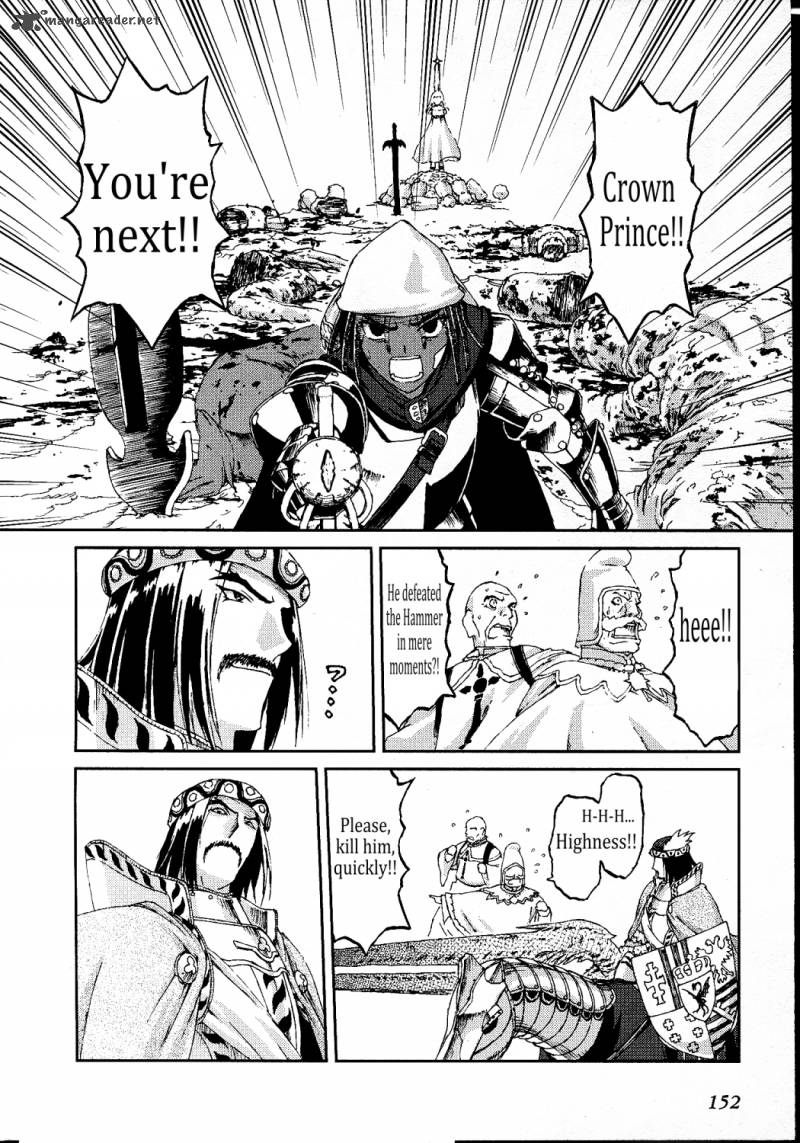 mangareader.net
Crown
Prince!!
You're
next!!
heee!!
He defeated
the Hammer
in mere
moments?!
ッ...
H-H-H...
Highness!!
Please,
kill him,
quickly!!
152